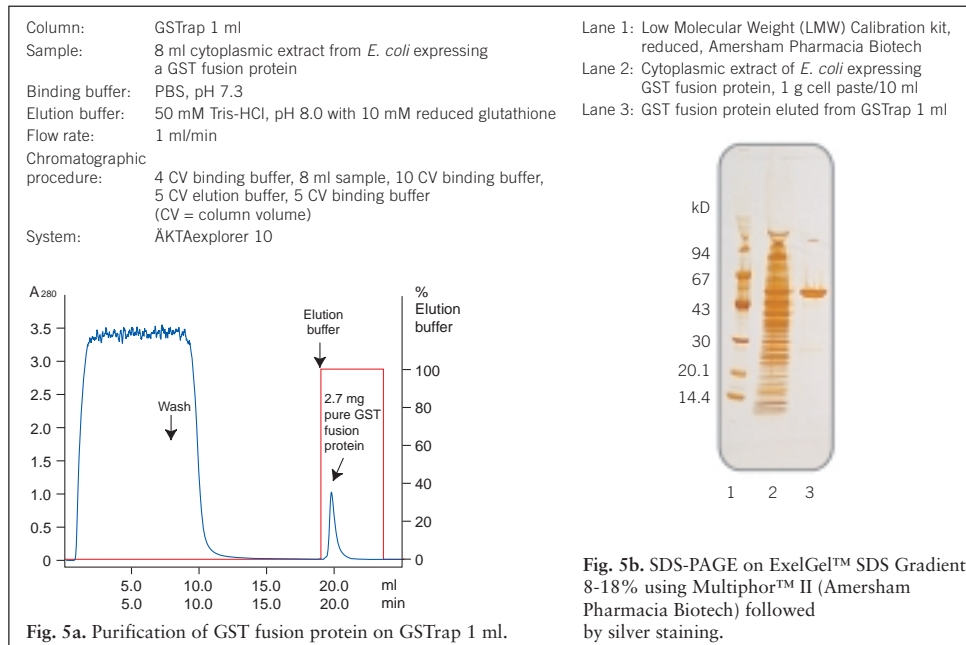 Column: GSTrap 1 ml
Sample: 8 ml cytoplasmic extract from E. coli expressing
a GST fusion protein
Binding buffer: PBS, pH 7.3
Elution buffer: 50 mM Tris-HCl, pH 8.0 with 10 mM reduced glutathione
Flow rate: 1 ml/min
Chromatographic
procedure: 4 CV binding buffer, 8 ml sample, 10 CV binding buffer,
5 CV elution buffer, 5 CV binding buffer
(CV = column volume)
System: ÄKTAexplorer 10
A280
%
Elution
buffer
Elution
buffer
3.5
3.0
2.5
2.0
1.5
1.0
0.5
0
Wash
2.7 mg
pure GST
fusion
protein
100
80
60
40
20
0
5.0 10.0 15.0 20.0 ml
5.0 10.0 15.0 20.0 min
Fig. 5a. Purification of GST fusion protein on GSTrap 1 ml.
Lane 1: Low Molecular Weight (LMW) Calibration kit,
reduced, Amersham Pharmacia Biotech
Lane 2: Cytoplasmic extract of E. coli expressing
GST fusion protein, 1 g cell paste/10 ml
Lane 3: GST fusion protein eluted from GSTrap 1 ml
kD
94
67
43
30
20.1
14.4
1 2 3
Fig. 5b. SDS-PAGE on ExelGel™ SDS Gradient
8-18% using Multiphor™ II (Amersham
Pharmacia Biotech) followed
by silver staining.